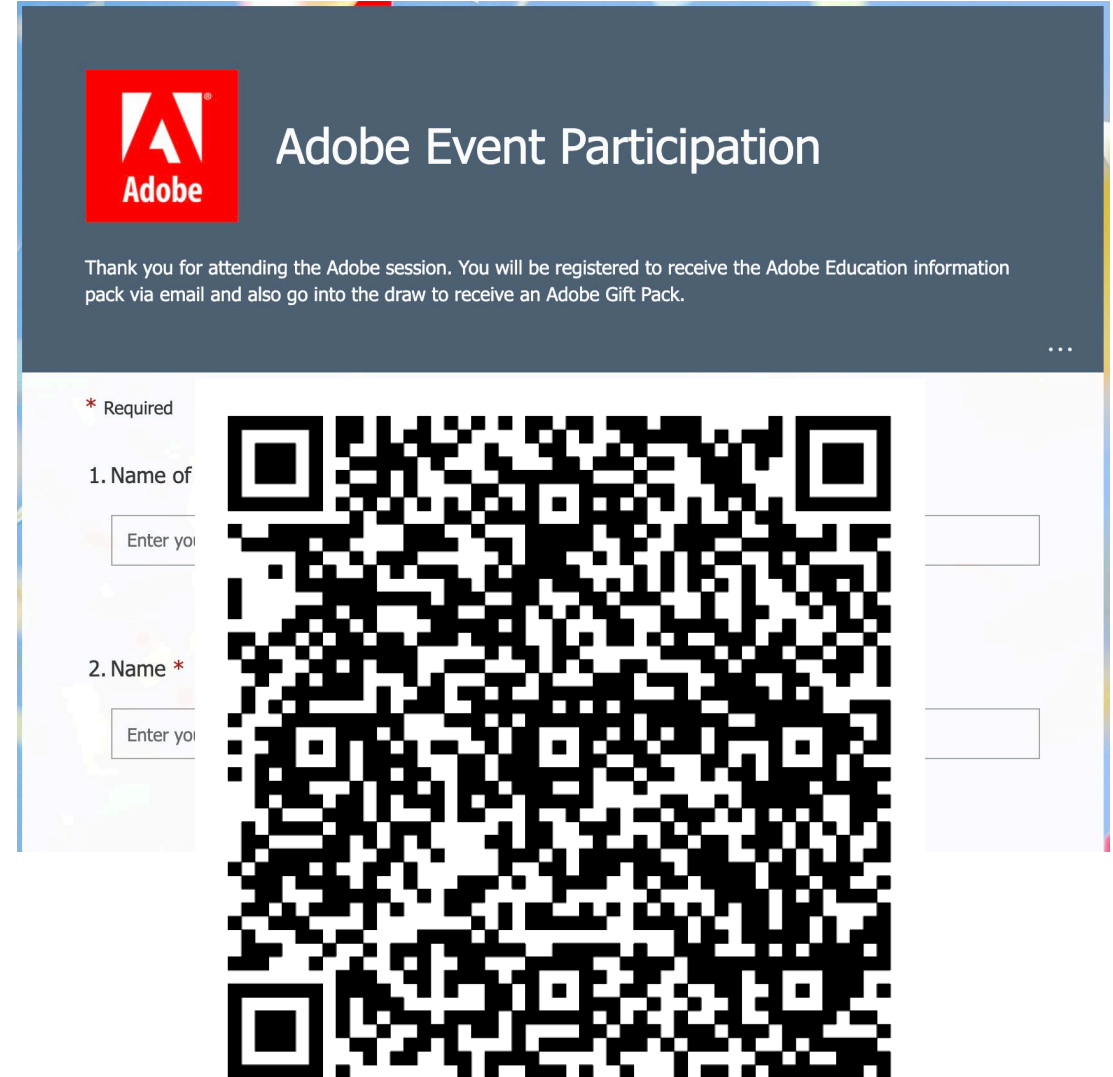 Adobe
Adobe Event Participation
Thank you for attending the Adobe session. You will be registered to receive the Adobe Education information
pack via email and also go into the draw to receive an Adobe Gift Pack.
...
* Required
1. Name of
Enter you
2. Name *
Enter you